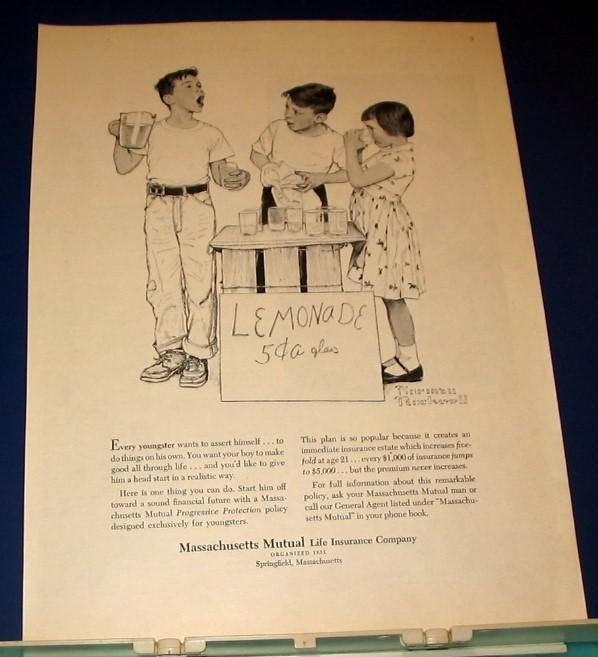 LEMONADE
5¢ a glass
Norman
Rockwell
Every youngster wants to assert himself . . . to
do things on his own. You want your boy to make
good all through life . . . and you'd like to give
him a head start in a realistic way.
Here is one thing you can do. Start him off
toward a sound financial future with a Massa-
chusetts Mutual Progressive Protection policy
designed exclusively for youngsters.
This plan is so popular because it creates an
immediate insurance estate which increases five-
fold at age 21 . . . every $1,000 of insurance jumps
to $5,000 . . . but the premium never increases.
For full information about this remarkable
policy, ask your Massachusetts Mutual man or
call our General Agent listed under "Massachu-
setts Mutual" in your phone book.
Massachusetts Mutual Life Insurance Company
ORGANIZED 1851
Springfield, Massachusetts